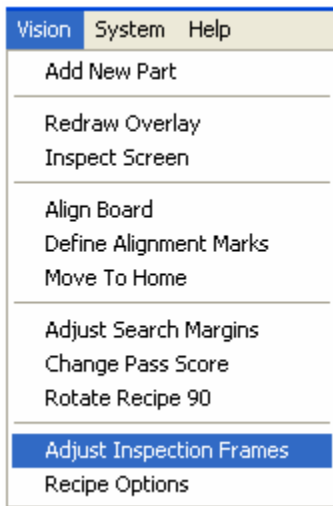 Vision System Help
Add New Part
Redraw Overlay
Inspect Screen
Align Board
Define Alignment Marks
Move To Home
Adjust Search Margins
Change Pass Score
Rotate Recipe 90
Adjust Inspection Frames
Recipe Options